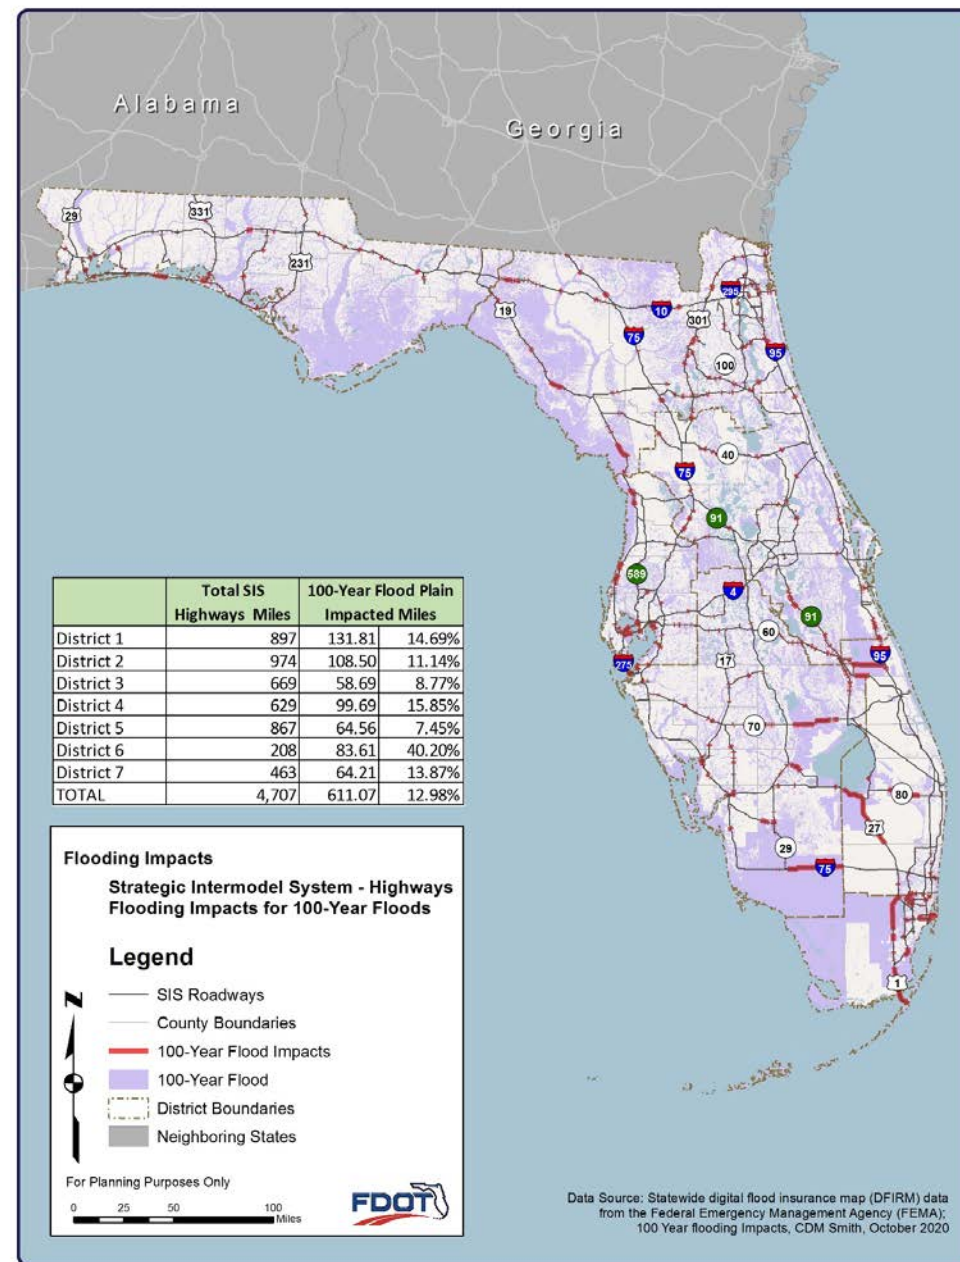 Alabama
Georgia
29
331
231
19
10
295
301
75
95
100
40
75
91
589
4
91
60
95
275
17
70
80
27
29
75
1
Total SIS Highways Miles 100-Year Flood Plain Impacted Miles
District 1 897 131.81 14.69%
District 2 974 108.50 11.14%
District 3 669 58.69 8.77%
District 4 629 99.69 15.85%
District 5 867 64.56 7.45%
District 6 208 83.61 40.20%
District 7 463 64.21 13.87%
TOTAL 4,707 611.07 12.98%
Flooding Impacts
Strategic Intermodel System - Highways
Flooding Impacts for 100-Year Floods
Legend
SIS Roadways
County Boundaries
100-Year Flood Impacts
100-Year Flood
District Boundaries
Neighboring States
N
For Planning Purposes Only
0 25 50 100
Miles
FDOT
Data Source: Statewide digital flood insurance map (DFIRM) data
from the Federal Emergency Management Agency (FEMA);
100 Year flooding Impacts, CDM Smith, October 2020